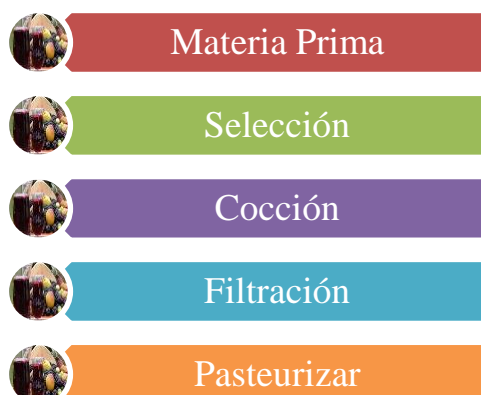 Materia Prima
Selección
Cocción
Filtración
Pasteurizar